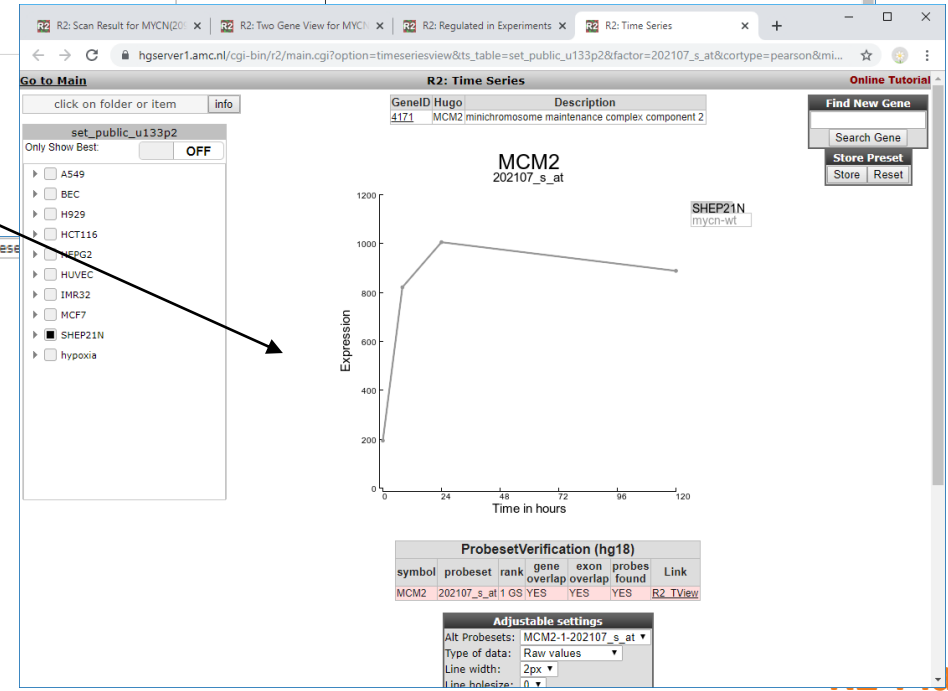 R2: Scan Result for MYCN(20
R2: Two Gene View for MYCN
R2: Regulated in Experiments
R2: Time Series
hgserver1.amc.nl/cgi-bin/r2/main.cgi?option=timeseriesview&ts_table=set_public_u133p2&factor=202107_s_at&cortype=pearson&mi...
Go to Main
R2: Time Series
Online Tutorial
click on folder or item
info
set_public_u133p2
Only Show Best:
OFF
A549
BEC
H929
HCT116
HEPG2
HUVEC
IMR32
MCF7
SHEP21N
hypoxia
ese
GeneID Hugo Description
4171 MCM2 minichromosome maintenance complex component 2
Find New Gene
Search Gene
Store Preset
Store Reset
MCM2
202107_s_at
SHEP21N
mycn-wt
1200
1000
800
600
400
200
0
Expression
0 24 48 72 96 120
Time in hours
ProbesetVerification (hg18)
symbol probeset rank gene overlap exon overlap probes found Link
MCM2 202107_s_at 1 GS YES YES YES R2_TView
Adjustable settings
Alt Probesets: MCM2-1-202107_s_at
Type of data: Raw values
Line width: 2px
Line holesize: 0